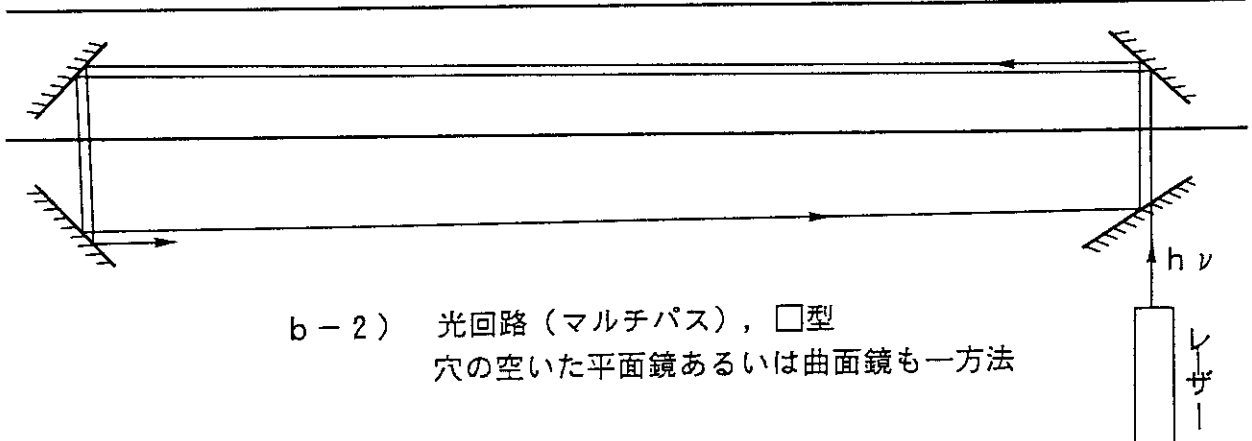 hν
b－2） 光回路（マルチパス），□型
穴の空いた平面鏡あるいは曲面鏡も一方法
レーザー